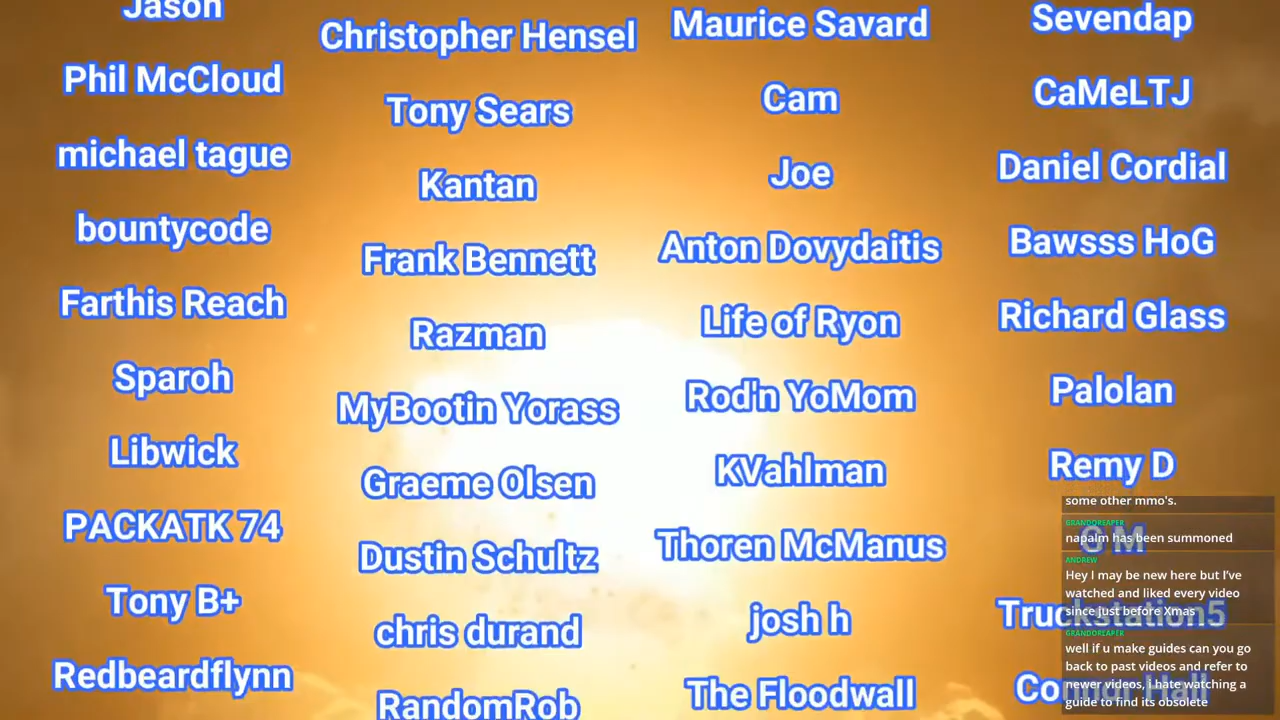 Jason
Phil McCloud
michael tague
bountycode
Farthis Reach
Sparoh
Libwick
PACKATK 74
Tony B+
Redbeardflynn
Christopher Hensel
Tony Sears
Kantan
Frank Bennett
Razman
MyBootin Yorass
Graeme Olsen
Dustin Schultz
chris durand
RandomRob
Maurice Savard
Cam
Joe
Anton Dovydaitis
Life of Ryon
Rod'n YoMom
KVahlman
Thoren McManus
josh h
The Floodwall
Sevendap
CaMeLTJ
Daniel Cordial
Bawsss HoG
Richard Glass
Palolan
Remy D
G M
Truckstation5
Connor Hall
some other mmo's.
GRANDOREAPER
napalm has been summoned
ANDREW
Hey I may be new here but I've
watched and liked every video
since just before Xmas
GRANDOREAPER
well if u make guides can you go
back to past videos and refer to
newer videos, i hate watching a
guide to find its obsolete